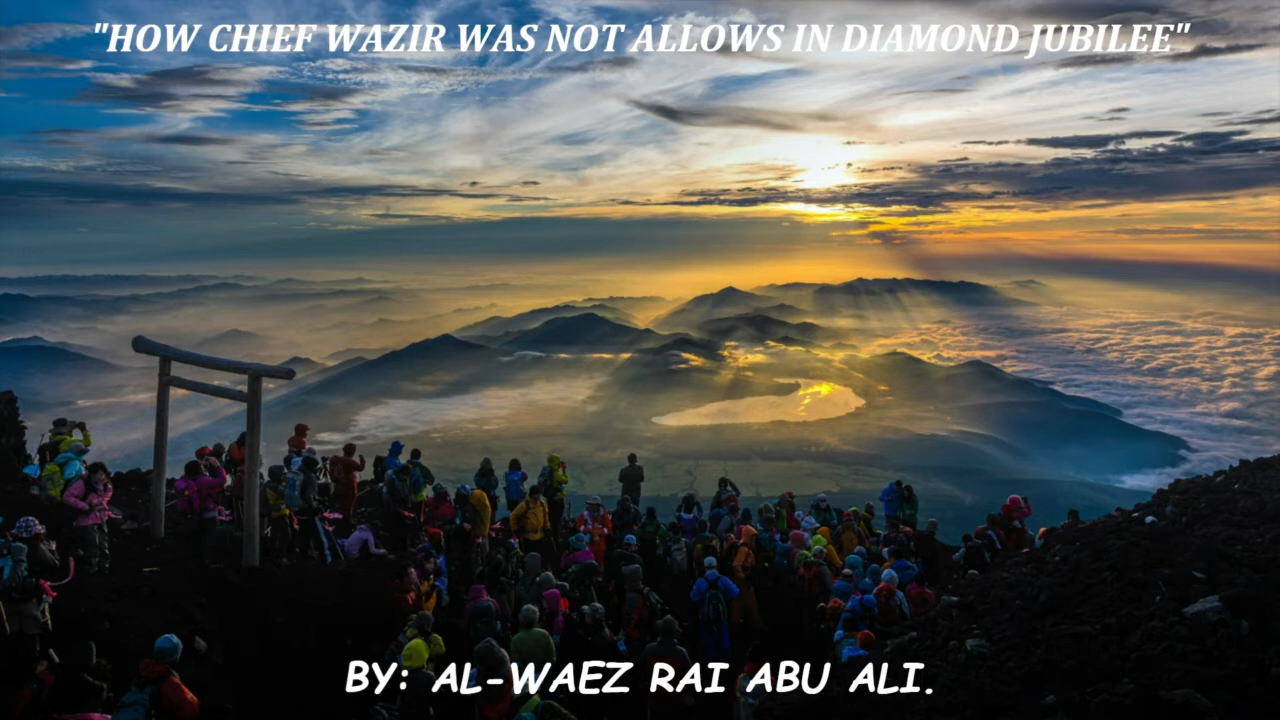 "HOW CHIEF WAZIR WAS NOT ALLOWS IN DIAMOND JUBILEE"
BY: AL-WAEZ RAI ABU ALI.